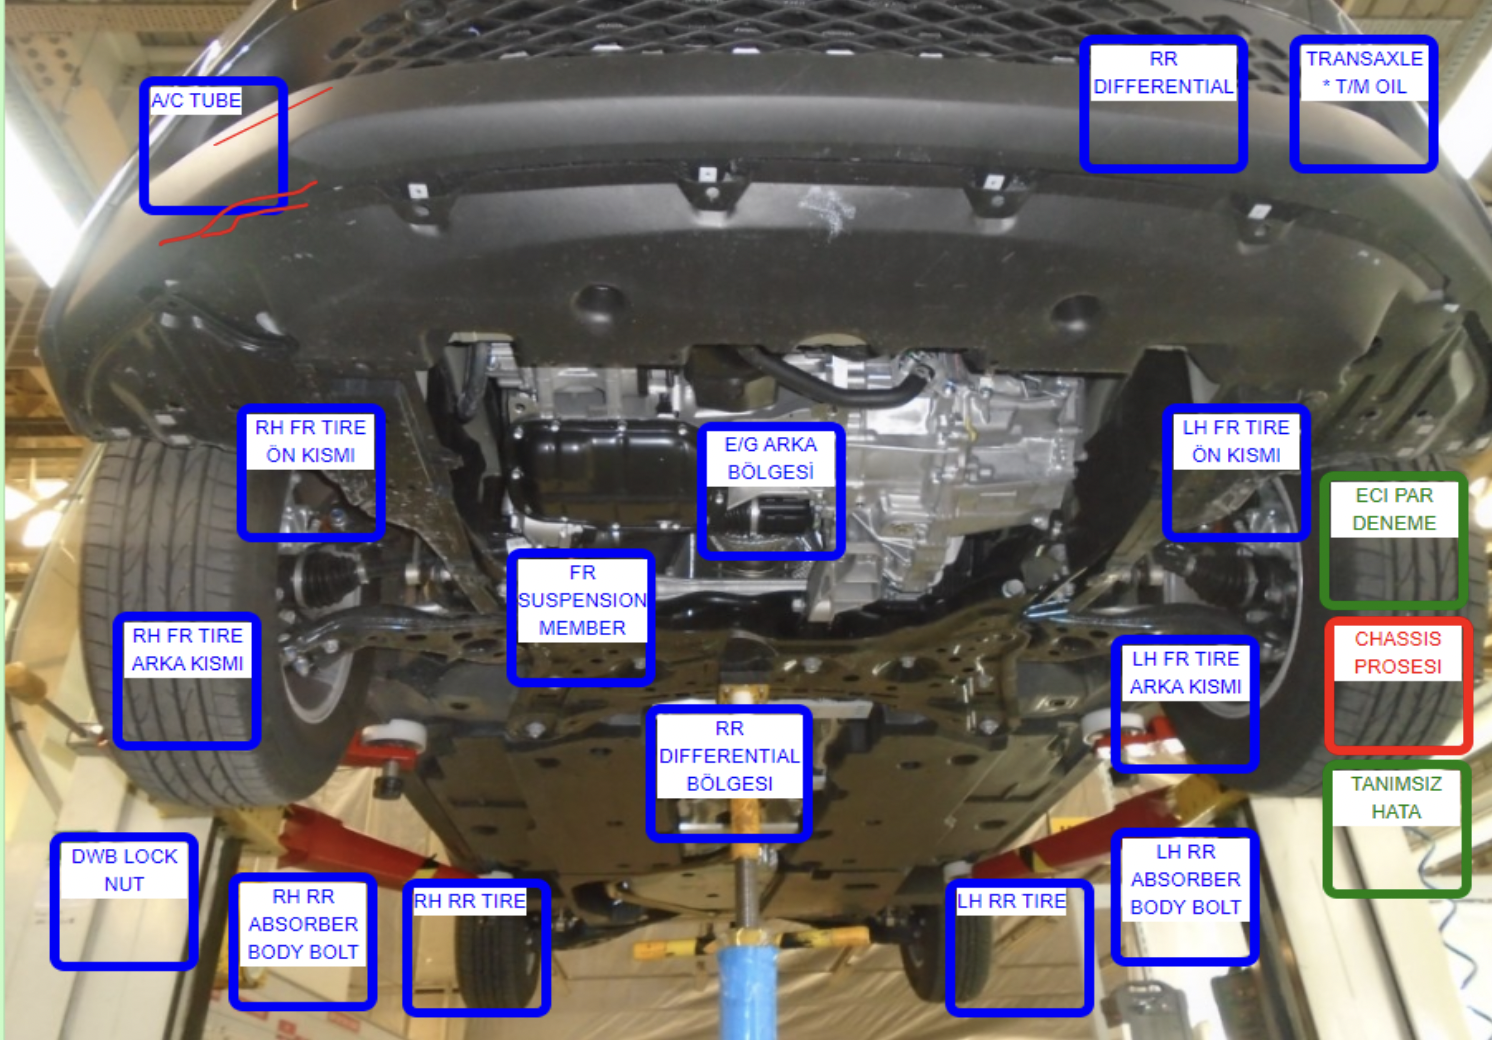 A/C TUBE
RR
DIFFERENTIAL
TRANSAXLE
* T/M OIL
RH FR TIRE
ÖN KISMI
E/G ARKA
BÖLGESİ
LH FR TIRE
ÖN KISMI
ECI PAR
DENEME
FR
SUSPENSION
MEMBER
RH FR TIRE
ARKA KISMI
LH FR TIRE
ARKA KISMI
CHASSIS
PROSESI
RR
DIFFERENTIAL
BÖLGESI
TANIMSIZ
HATA
DWB LOCK
NUT
RH RR
ABSORBER
BODY BOLT
RH RR TIRE
LH RR TIRE
LH RR
ABSORBER
BODY BOLT